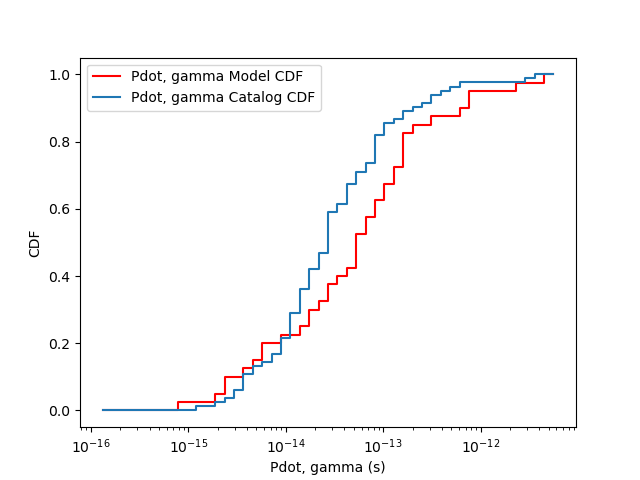 Pdot, gamma Model CDF
Pdot, gamma Catalog CDF
1.0
0.8
0.6
0.4
0.2
0.0
CDF
10⁻¹⁶ 10⁻¹⁵ 10⁻¹⁴ 10⁻¹³ 10⁻¹²
Pdot, gamma (s)